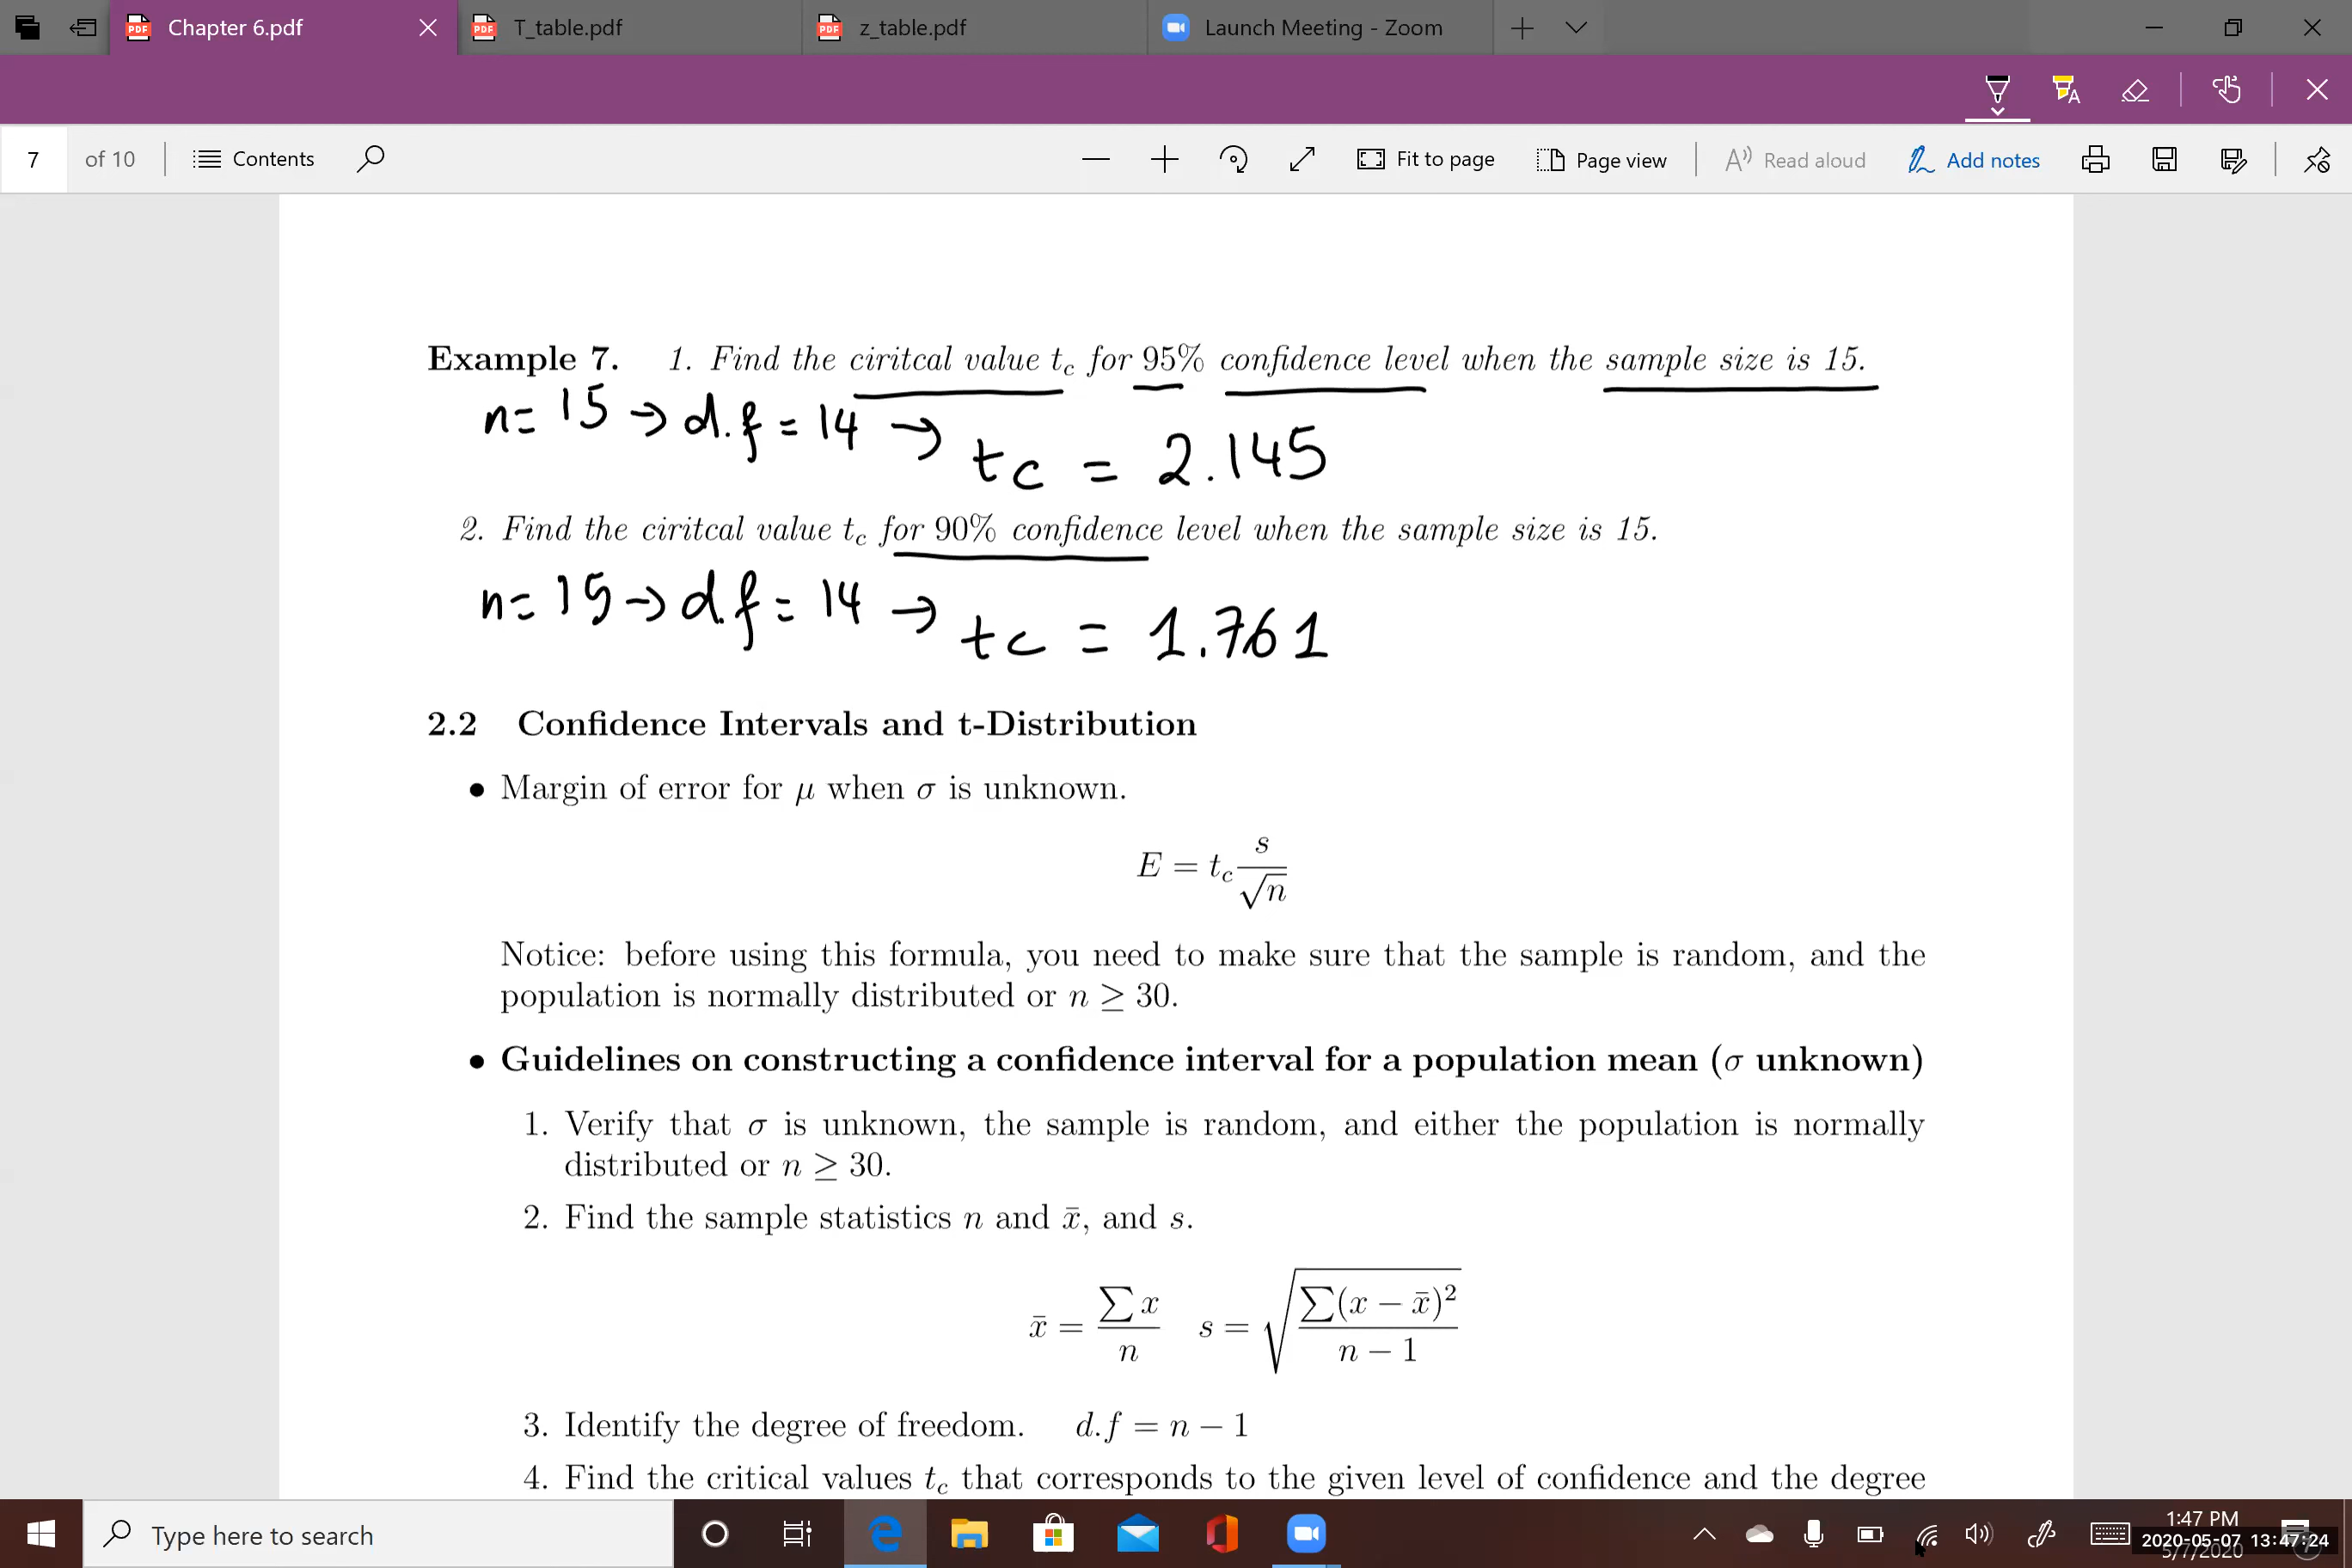 Chapter 6.pdf
T_table.pdf
z_table.pdf
Launch Meeting - Zoom
7 of 10 Contents Fit to page Page view Read aloud Add notes
Example 7. 1. Find the ciritcal value t_c for 95% confidence level when the sample size is 15.
n = 15 → d.f = 14 → t_c = 2.145
2. Find the ciritcal value t_c for 90% confidence level when the sample size is 15.
n = 15 → d.f = 14 → t_c = 1.761
2.2 Confidence Intervals and t-Distribution
• Margin of error for μ when σ is unknown.
E = t_c s/√n
Notice: before using this formula, you need to make sure that the sample is random, and the
population is normally distributed or n ≥ 30.
• Guidelines on constructing a confidence interval for a population mean (σ unknown)
1. Verify that σ is unknown, the sample is random, and either the population is normally
distributed or n ≥ 30.
2. Find the sample statistics n and x̄, and s.
x̄ = ∑x/n s = √(∑(x − x̄)²/(n − 1))
3. Identify the degree of freedom. d.f = n − 1
4. Find the critical values t_c that corresponds to the given level of confidence and the degree
Type here to search
1:47 PM
2020-05-07 13:47:24
5/7/2020